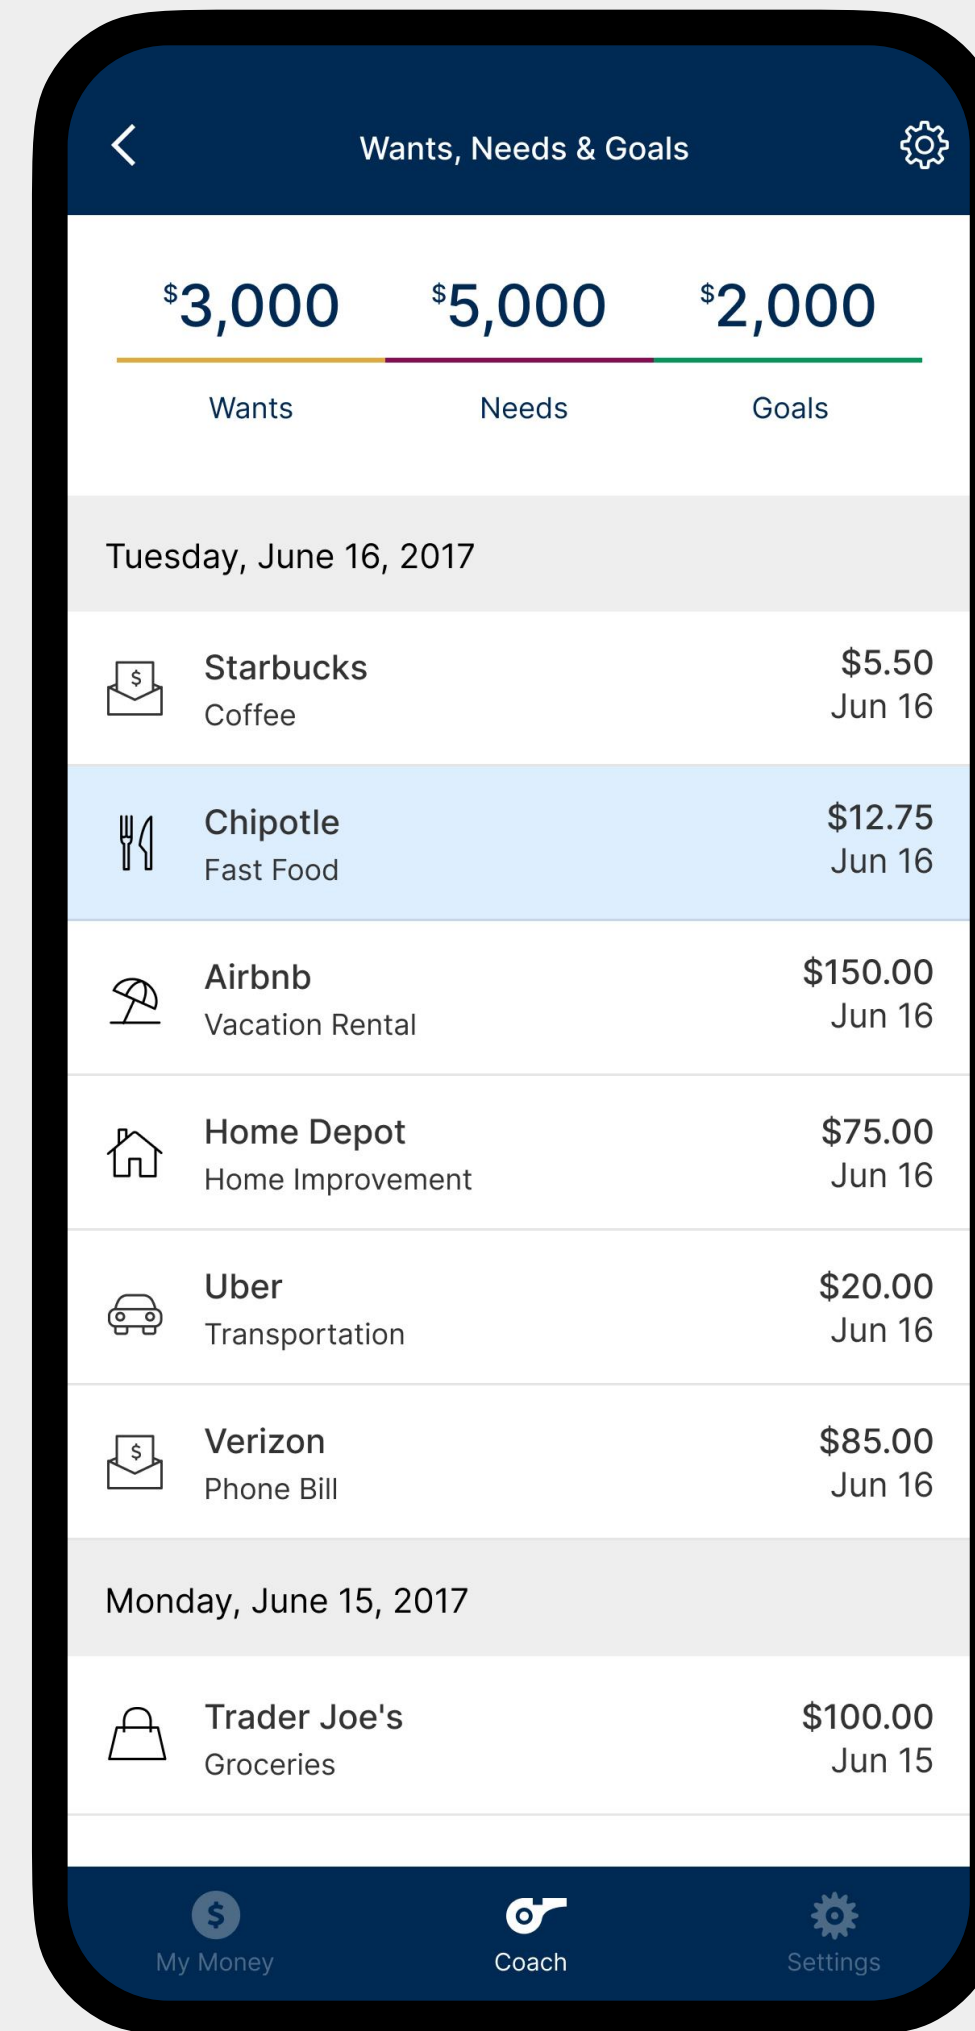 Wants, Needs & Goals
$3,000 $5,000 $2,000
Wants Needs Goals
Tuesday, June 16, 2017
Starbucks $5.50
Coffee Jun 16
Chipotle $12.75
Fast Food Jun 16
Airbnb $150.00
Vacation Rental Jun 16
Home Depot $75.00
Home Improvement Jun 16
Uber $20.00
Transportation Jun 16
Verizon $85.00
Phone Bill Jun 16
Monday, June 15, 2017
Trader Joe's $100.00
Groceries Jun 15
My Money Coach Settings